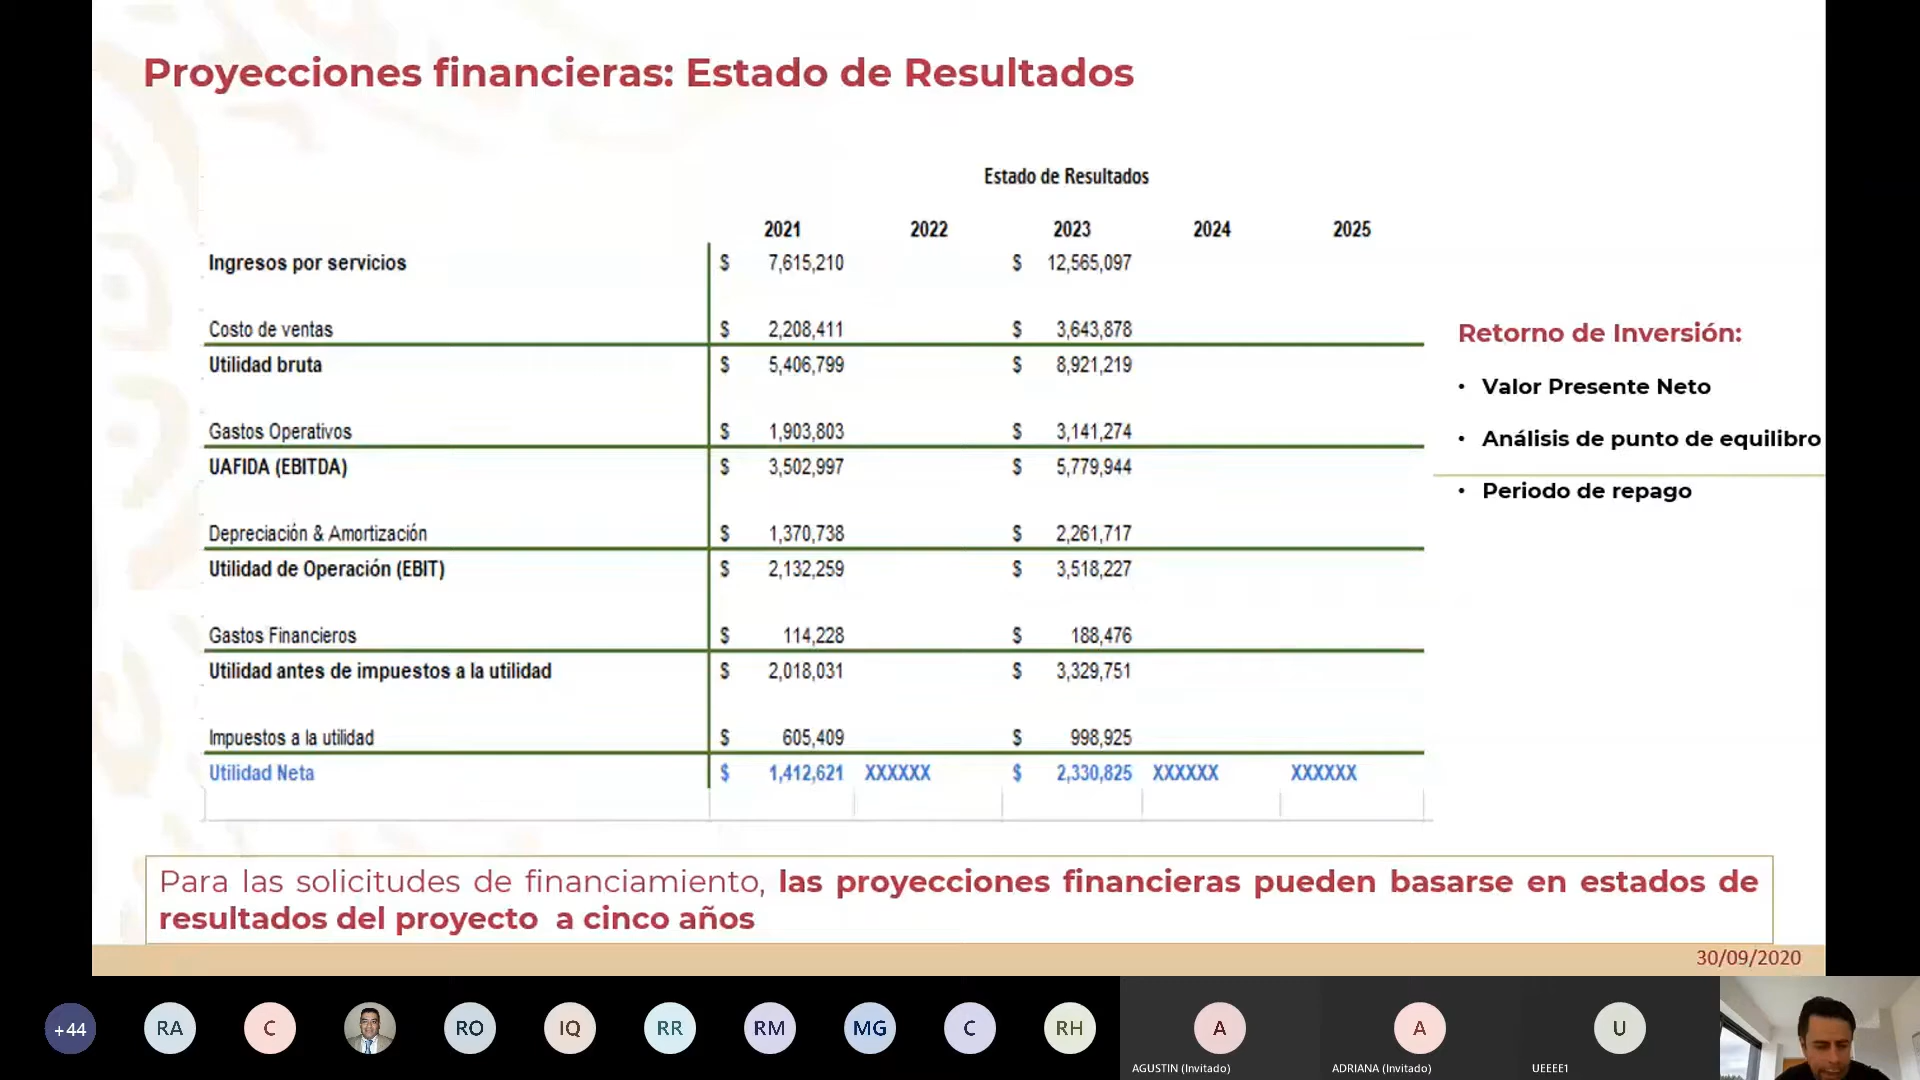 Proyecciones financieras: Estado de Resultados
Estado de Resultados
2021 2022 2023 2024 2025
Ingresos por servicios $ 7,615,210 $ 12,565,097
Costo de ventas $ 2,208,411 $ 3,643,878
Utilidad bruta $ 5,406,799 $ 8,921,219
Gastos Operativos $ 1,903,803 $ 3,141,274
UAFIDA (EBITDA) $ 3,502,997 $ 5,779,944
Depreciación & Amortización $ 1,370,738 $ 2,261,717
Utilidad de Operación (EBIT) $ 2,132,259 $ 3,518,227
Gastos Financieros $ 114,228 $ 188,476
Utilidad antes de impuestos a la utilidad $ 2,018,031 $ 3,329,751
Impuestos a la utilidad $ 605,409 $ 998,925
Utilidad Neta $ 1,412,621 XXXXXX $ 2,330,825 XXXXXX XXXXXX
Retorno de Inversión:
• Valor Presente Neto
• Análisis de punto de equilibro
• Periodo de repago
Para las solicitudes de financiamiento, las proyecciones financieras pueden basarse en estados de
resultados del proyecto a cinco años
30/09/2020
+44 RA C RO IQ RR RM MG C RH A A U
AGUSTIN (Invitado) ADRIANA (Invitado) UEEEE1